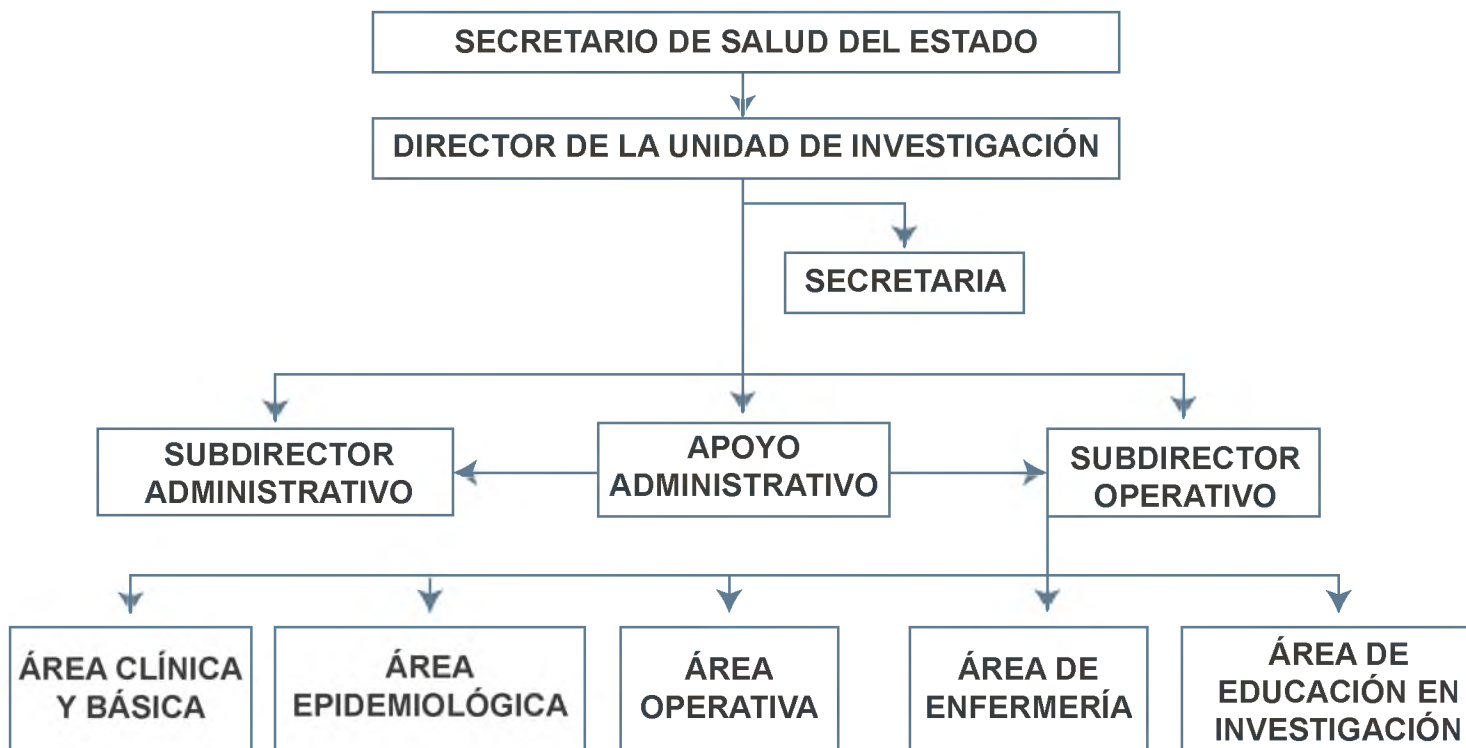 SECRETARIO DE SALUD DEL ESTADO
DIRECTOR DE LA UNIDAD DE INVESTIGACIÓN
SECRETARIA
SUBDIRECTOR
ADMINISTRATIVO
APOYO
ADMINISTRATIVO
SUBDIRECTOR
OPERATIVO
ÁREA CLÍNICA
Y BÁSICA
ÁREA
EPIDEMIOLÓGICA
ÁREA
OPERATIVA
ÁREA DE
ENFERMERÍA
ÁREA DE
EDUCACIÓN EN
INVESTIGACIÓN